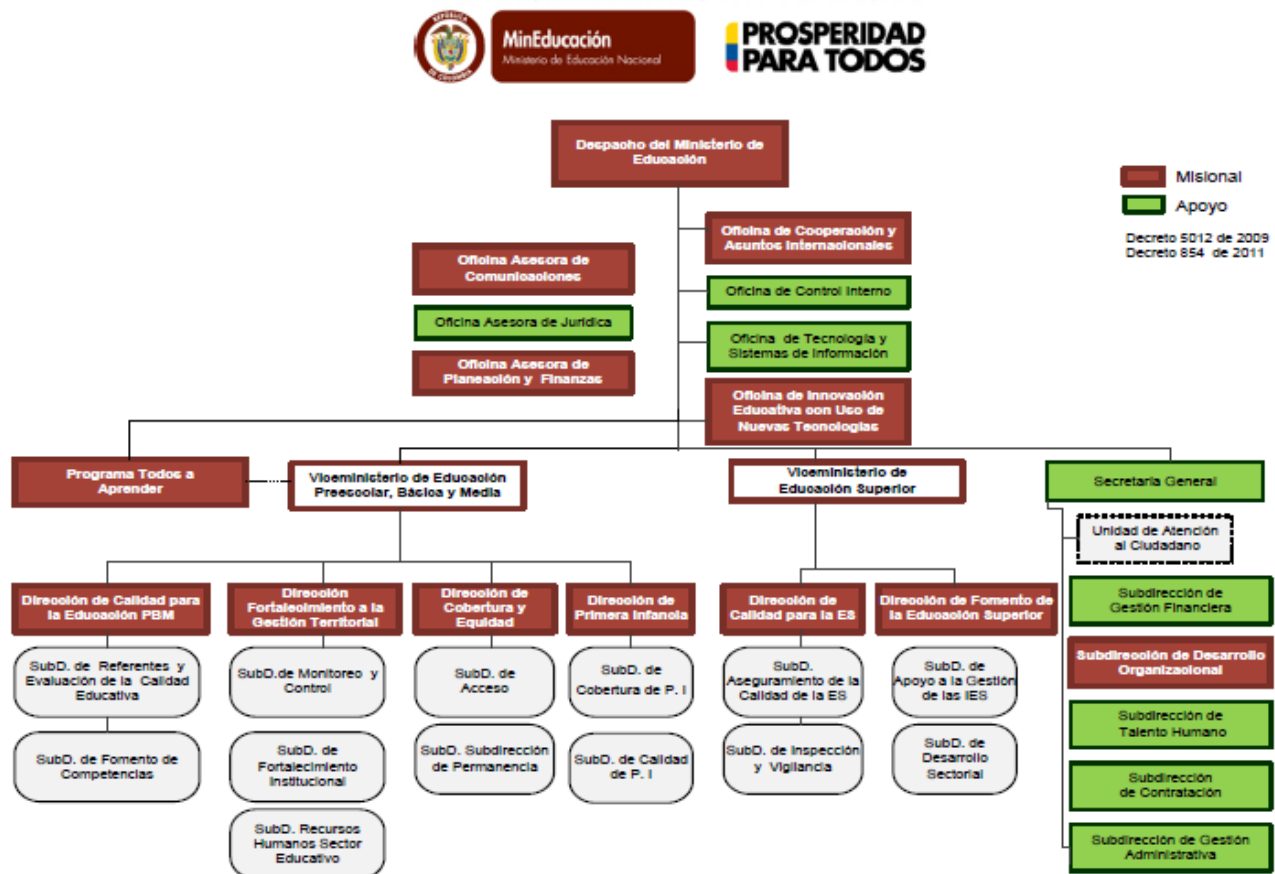 REPÚBLICA
DE COLOMBIA
MinEducación
Ministerio de Educación Nacional
PROSPERIDAD
PARA TODOS
Despacho del Ministerio de
Educación
Misional
Apoyo
Decreto 5012 de 2009
Decreto 854 de 2011
Oficina de Cooperación y
Asuntos Internacionales
Oficina Asesora de
Comunicaciones
Oficina de Control Interno
Oficina Asesora de Jurídica
Oficina de Tecnología y
Sistemas de Información
Oficina Asesora de
Planeación y Finanzas
Oficina de Innovación
Educativa con Uso de
Nuevas Tecnologías
Programa Todos a
Aprender
Viceministerio de Educación
Preescolar, Básica y Media
Viceministerio de
Educación Superior
Secretaría General
Unidad de Atención
al Ciudadano
Dirección de Calidad para
la Educación PBM
Dirección
Fortalecimiento a la
Gestión Territorial
Dirección de
Cobertura y
Equidad
Dirección de
Primera Infancia
Dirección de
Calidad para la ES
Dirección de Fomento de
la Educación Superior
Subdirección de
Gestión Financiera
SubD. de Referentes y
Evaluación de la Calidad
Educativa
SubD.de Monitoreo y
Control
SubD. de
Acceso
SubD. de
Cobertura de P. I
SubD.
Aseguramiento de la
Calidad de la ES
SubD. de
Apoyo a la Gestión
de las IES
Subdirección de Desarrollo
Organizacional
SubD. de Fomento de
Competencias
SubD. de
Fortalecimiento
Institucional
SubD. Subdirección
de Permanencia
SubD. de Calidad
de P. I
SubD. de Inspección
y Vigilancia
SubD. de
Desarrollo
Sectorial
Subdirección de
Talento Humano
Subdirección
de Contratación
SubD. Recursos
Humanos Sector
Educativo
Subdirección de Gestión
Administrativa